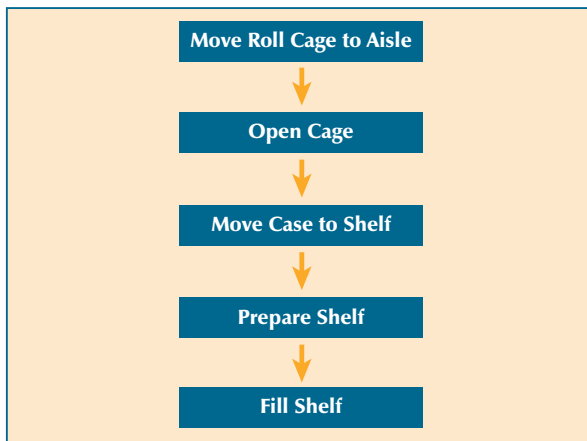 Move Roll Cage to Aisle
Open Cage
Move Case to Shelf
Prepare Shelf
Fill Shelf